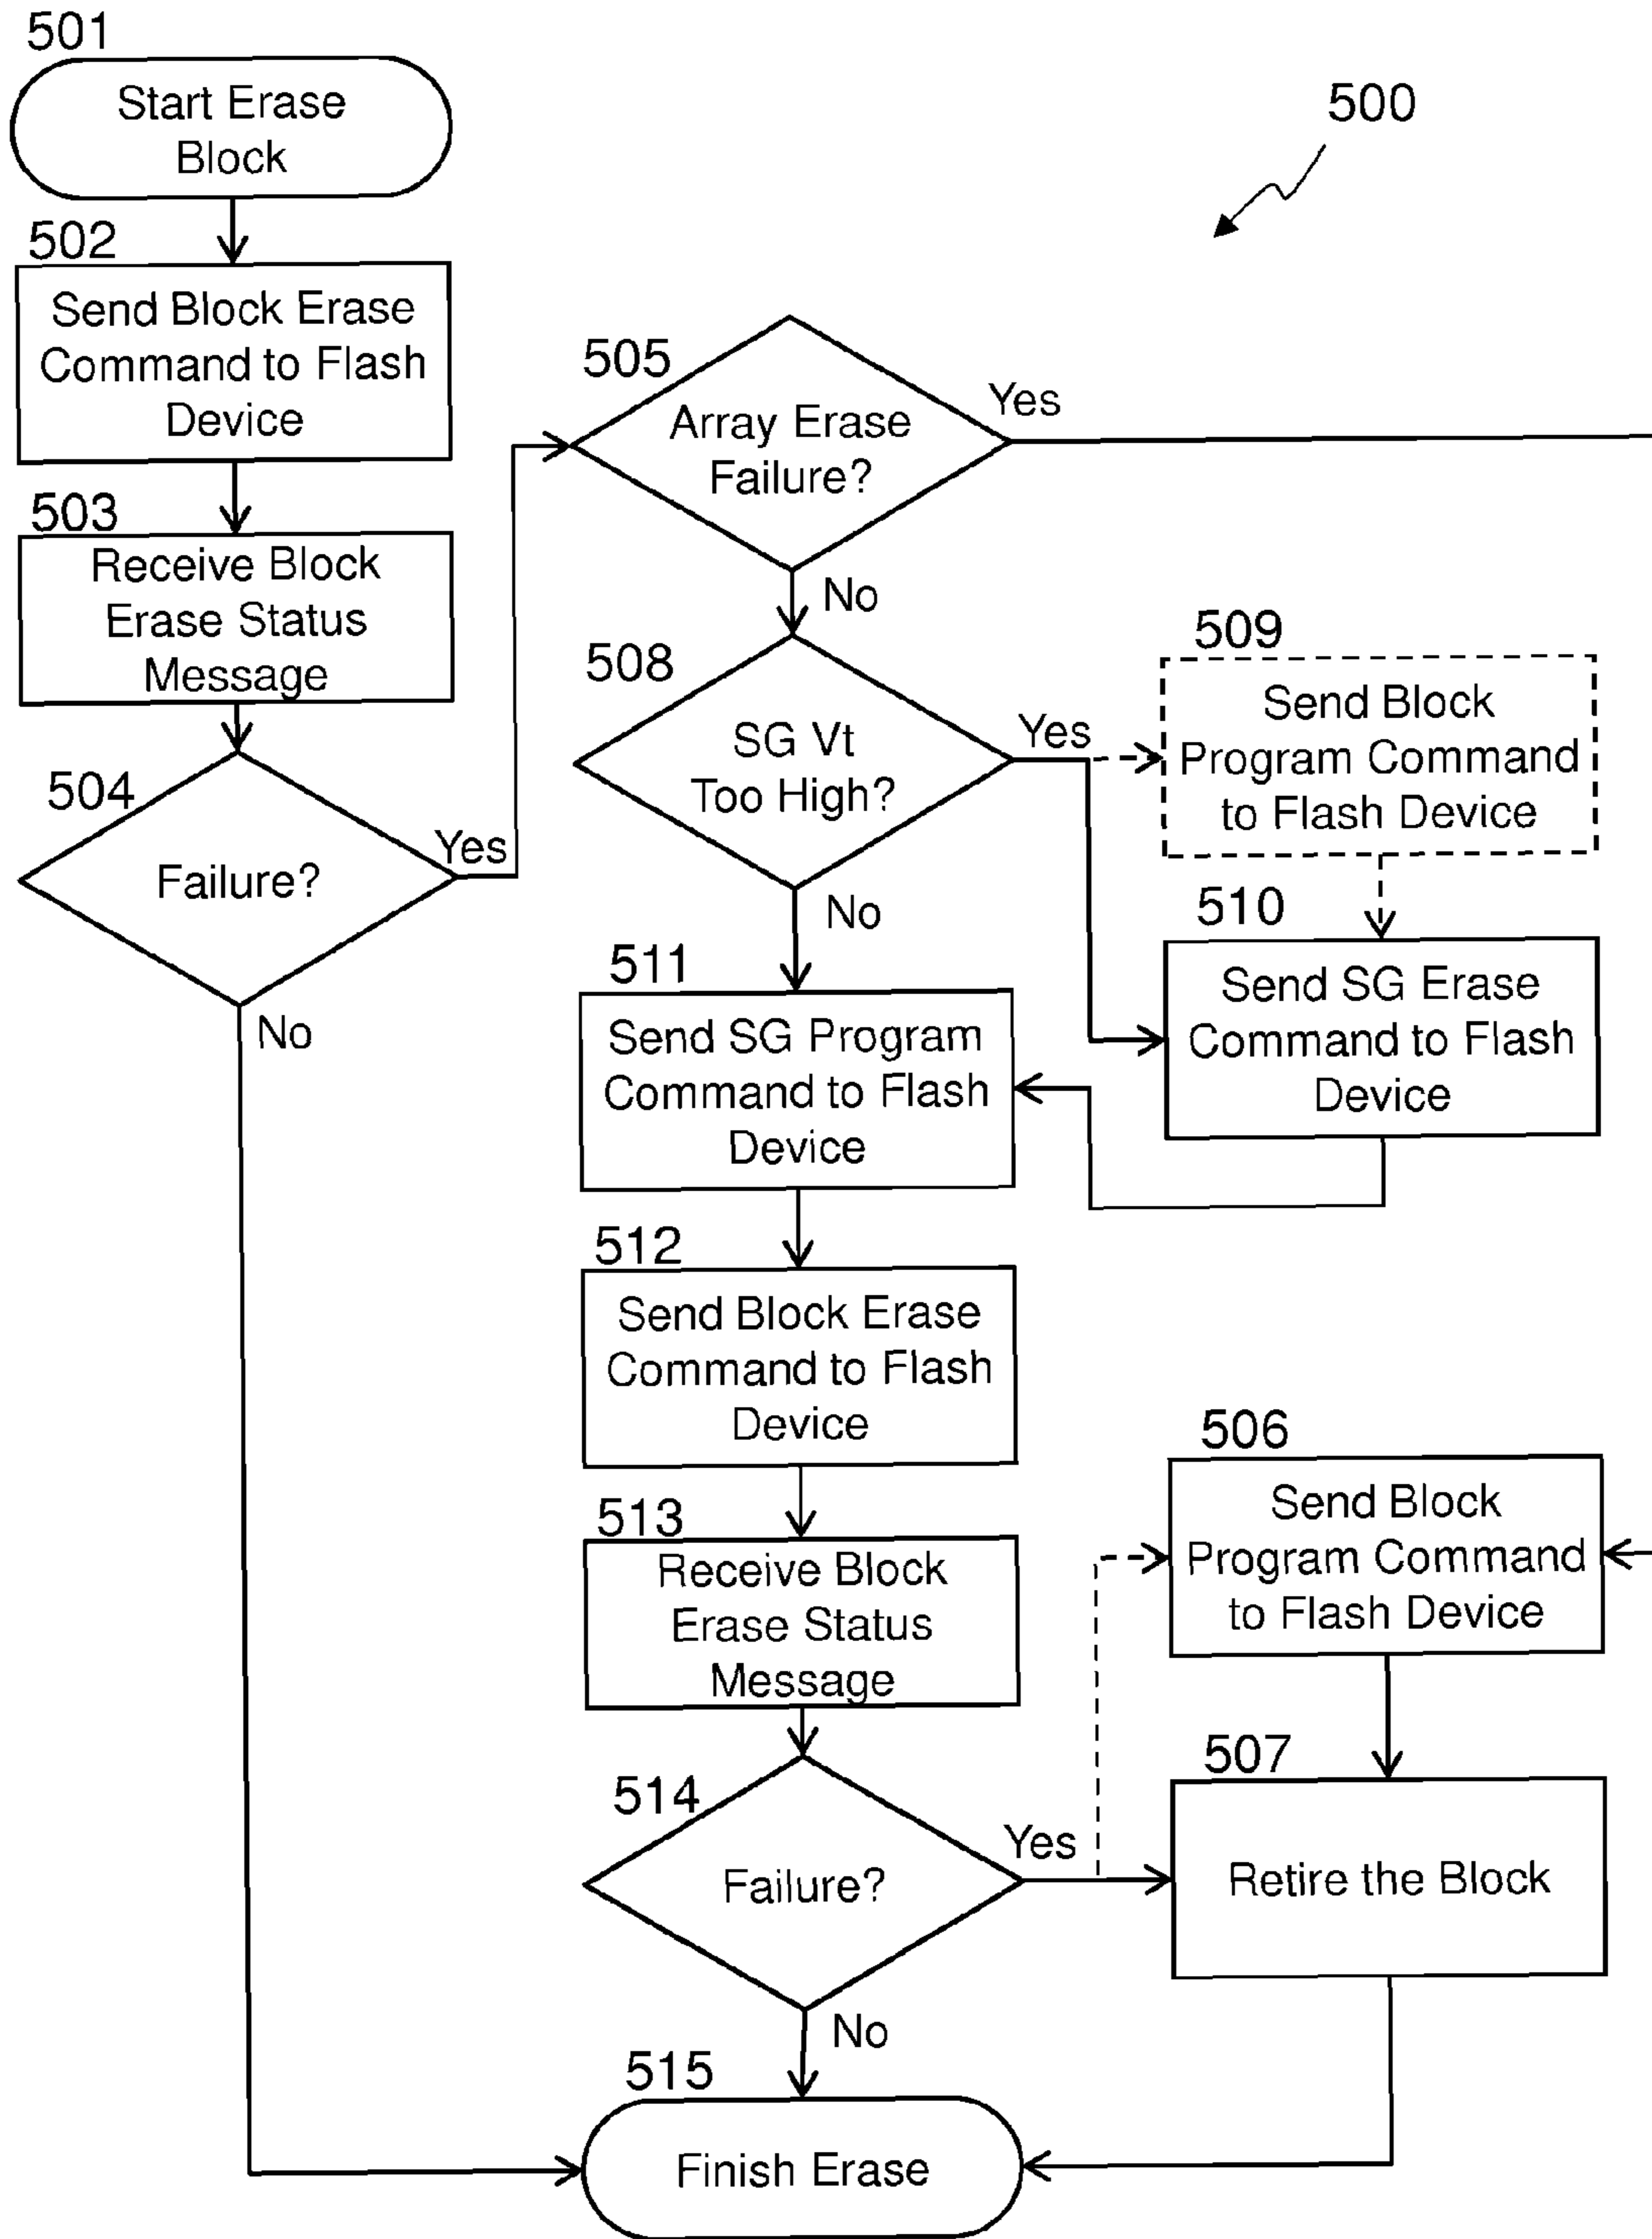 501
Start Erase
Block
500
502
Send Block Erase
Command to Flash
Device
503
Receive Block
Erase Status
Message
504
Failure?
Yes
No
505
Array Erase
Failure?
Yes
No
508
SG Vt
Too High?
Yes
No
509
Send Block
Program Command
to Flash Device
510
Send SG Erase
Command to Flash
Device
511
Send SG Program
Command to Flash
Device
512
Send Block Erase
Command to Flash
Device
513
Receive Block
Erase Status
Message
506
Send Block
Program Command
to Flash Device
514
Failure?
Yes
No
507
Retire the Block
515
Finish Erase